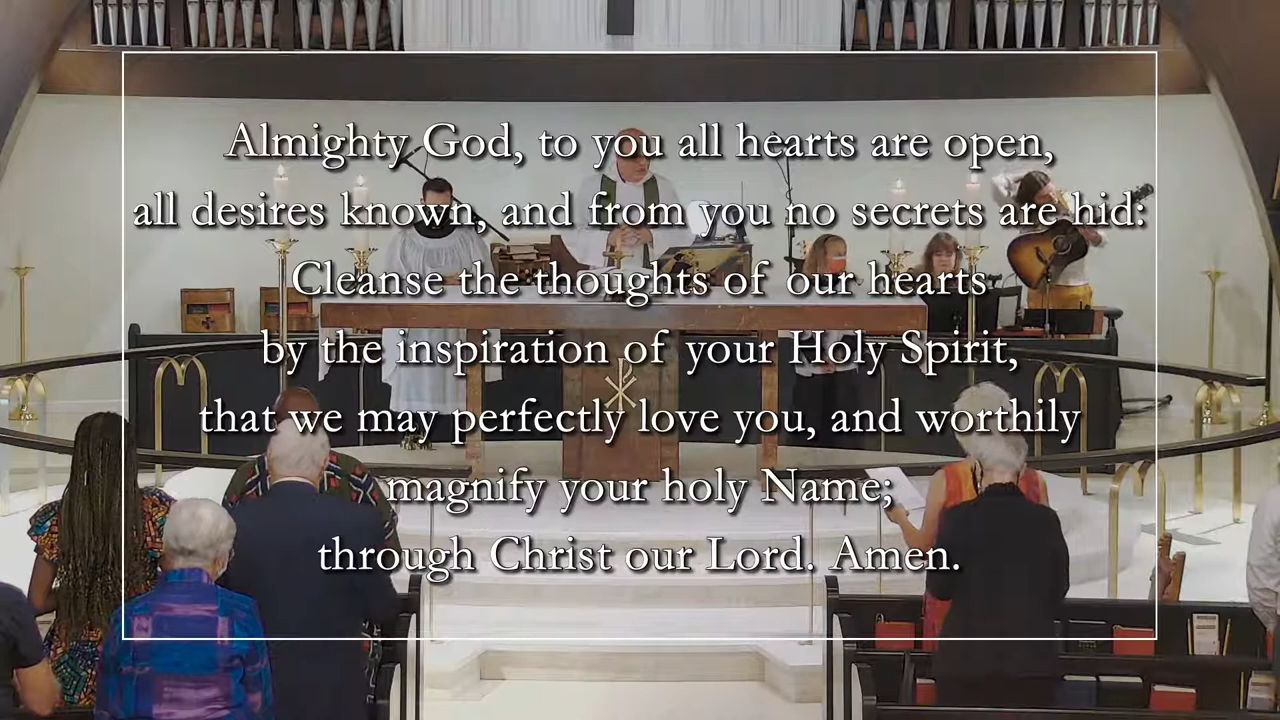 Almighty God, to you all hearts are open,
all desires known, and from you no secrets are hid:
Cleanse the thoughts of our hearts
by the inspiration of your Holy Spirit,
that we may perfectly love you, and worthily
magnify your holy Name;
through Christ our Lord. Amen.